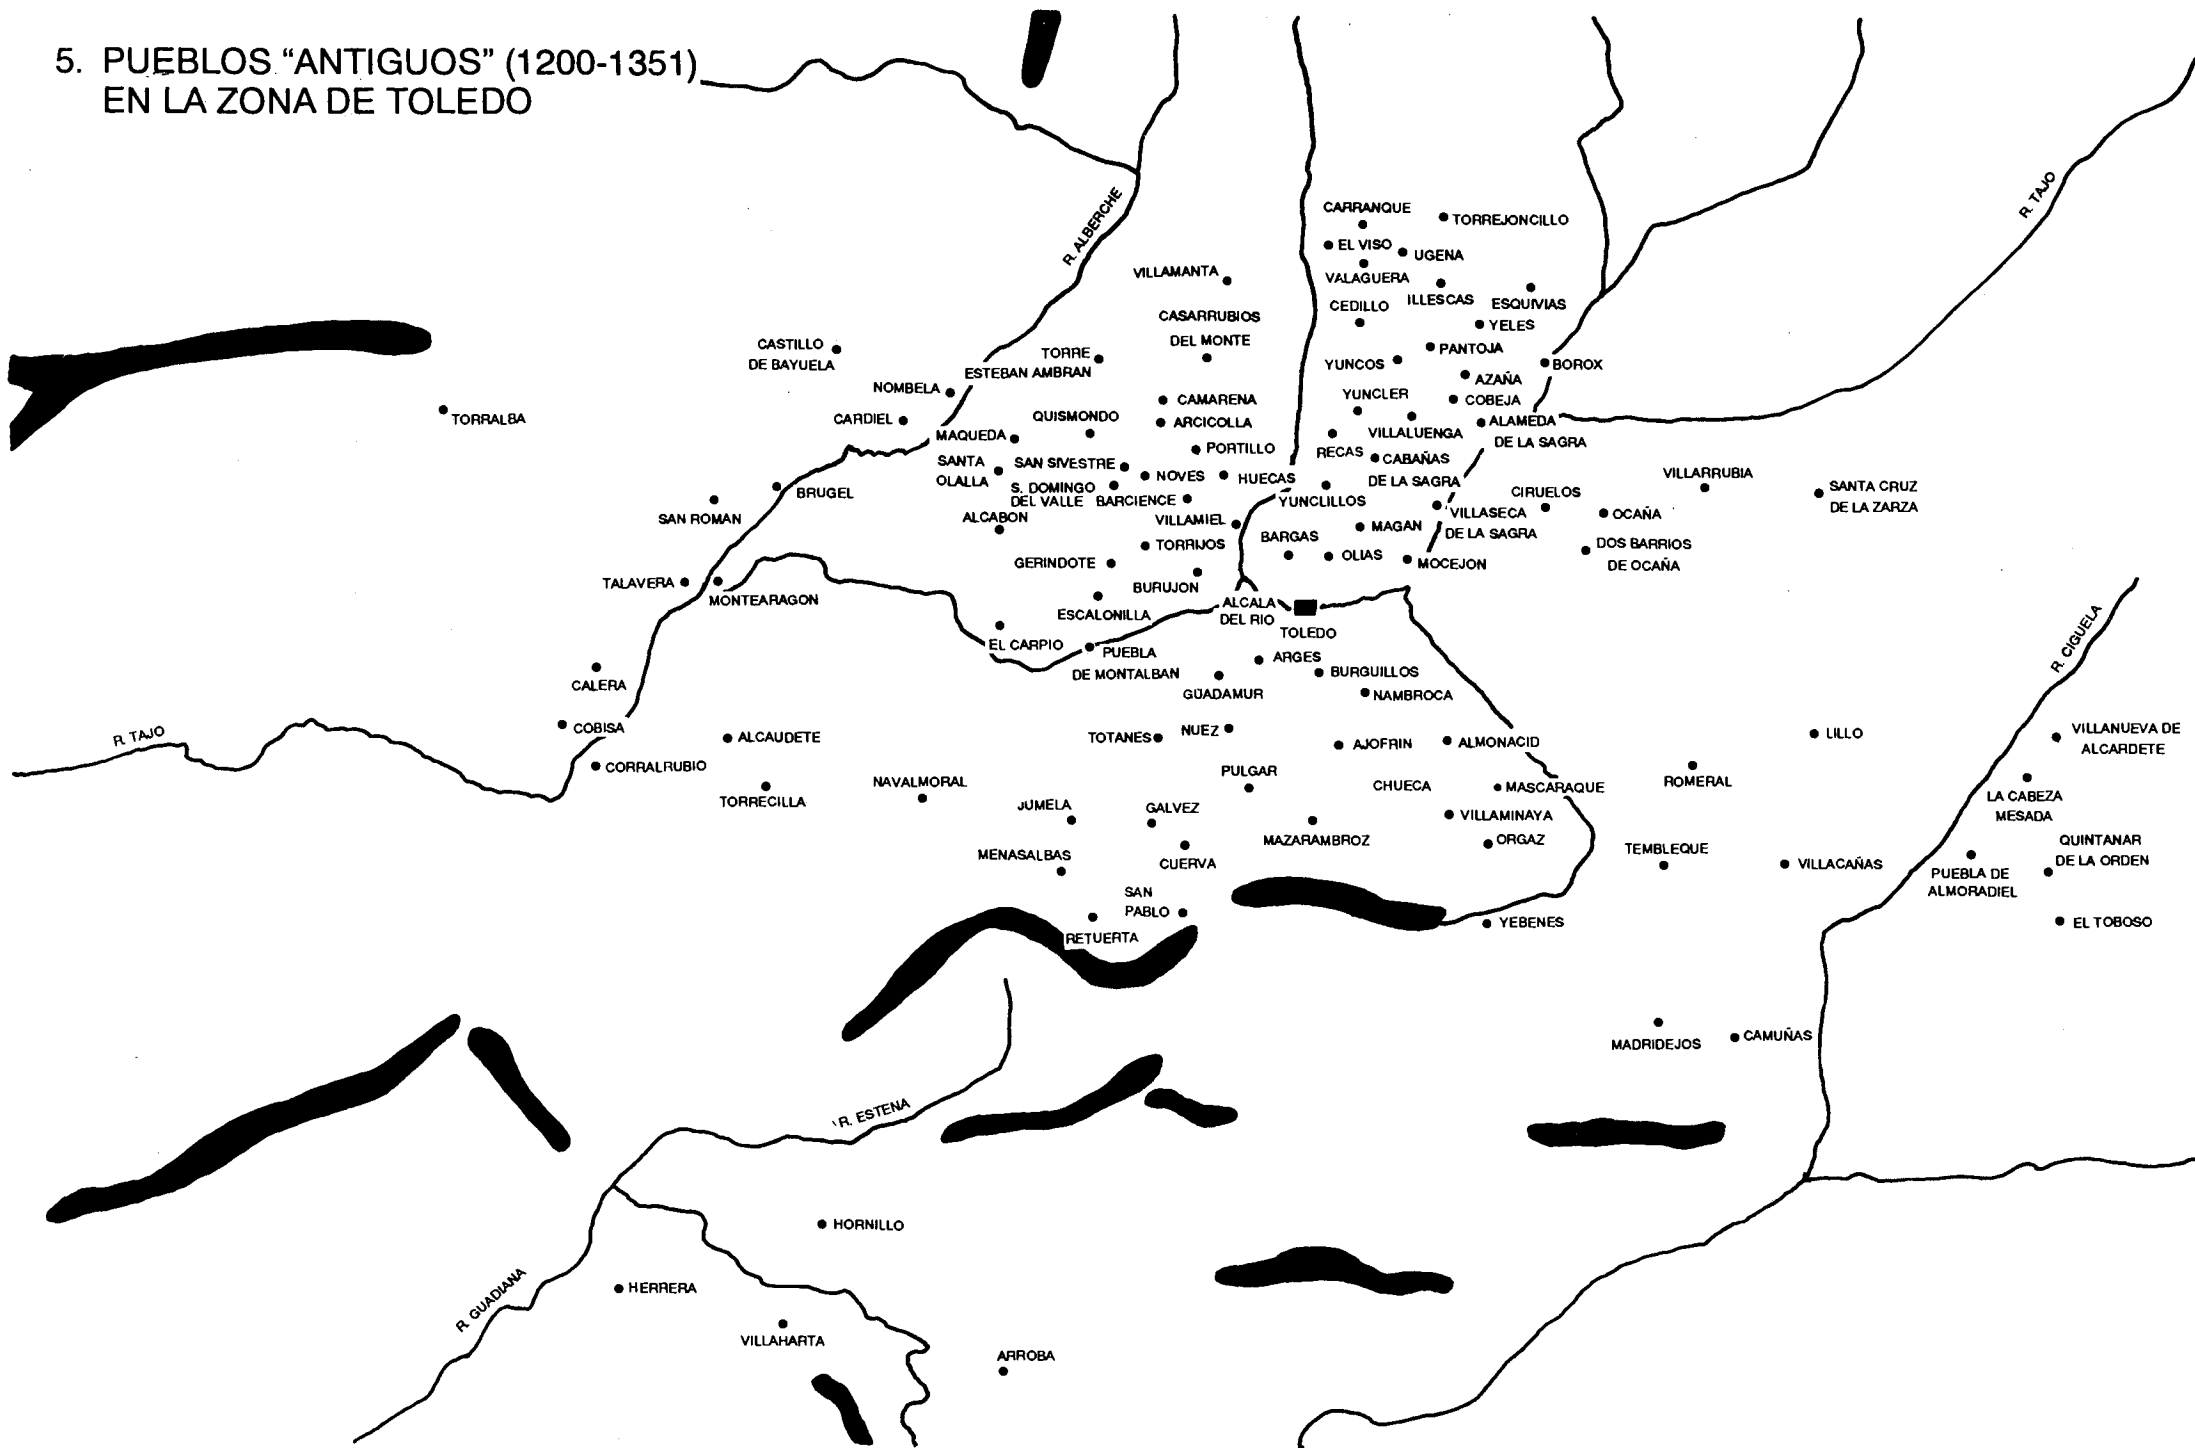 5. PUEBLOS “ANTIGUOS” (1200-1351)
EN LA ZONA DE TOLEDO
R. ALBERCHE
R. TAJO
CARRANQUE
TORREJONCILLO
EL VISO
UGENA
VALAGUERA
VILLAMANTA
ILLESCAS
ESQUIVIAS
CEDILLO
CASARRUBIOS
DEL MONTE
YELES
CASTILLO
DE BAYUELA
TORRE
ESTEBAN AMBRAN
PANTOJA
YUNCOS
BOROX
AZAÑA
NOMBELA
YUNCLER
CAMARENA
COBEJA
TORRALBA
CARDIEL
QUISMONDO
ARCICOLLA
ALAMEDA
DE LA SAGRA
VILLALUENGA
MAQUEDA
PORTILLO
RECAS
CABAÑAS
DE LA SAGRA
SANTA
OLALLA
SAN SIVESTRE
NOVES
HUECAS
VILLARRUBIA
S. DOMINGO
DEL VALLE
BARCIENCE
YUNCLILLOS
CIRUELOS
SANTA CRUZ
DE LA ZARZA
BRUGEL
SAN ROMAN
ALCABON
VILLAMIEL
MAGAN
VILLASECA
DE LA SAGRA
OCAÑA
TORRIJOS
BARGAS
OLIAS
MOCEJON
DOS BARRIOS
DE OCAÑA
GERINDOTE
BURUJON
TALAVERA
MONTEARAGON
ESCALONILLA
ALCALA
DEL RIO
TOLEDO
R. CIGUELA
EL CARPIO
PUEBLA
DE MONTALBAN
ARGES
BURGUILLOS
GUADAMUR
NAMBROCA
CALERA
COBISA
R. TAJO
ALCAUDETE
TOTANES
NUEZ
AJOFRIN
ALMONACID
LILLO
VILLANUEVA DE
ALCARDETE
CORRALRUBIO
PULGAR
ROMERAL
TORRECILLA
NAVALMORAL
CHUECA
MASCARAQUE
LA CABEZA
MESADA
JUMELA
GALVEZ
VILLAMINAYA
MAZARAMBROZ
ORGAZ
MENASALBAS
CUERVA
TEMBLEQUE
VILLACAÑAS
QUINTANAR
DE LA ORDEN
PUEBLA DE
ALMORADIEL
SAN
PABLO
RETUERTA
YEBENES
EL TOBOSO
MADRIDEJOS
CAMUÑAS
R. ESTENA
HORNILLO
R. GUADIANA
HERRERA
VILLAHARTA
ARROBA